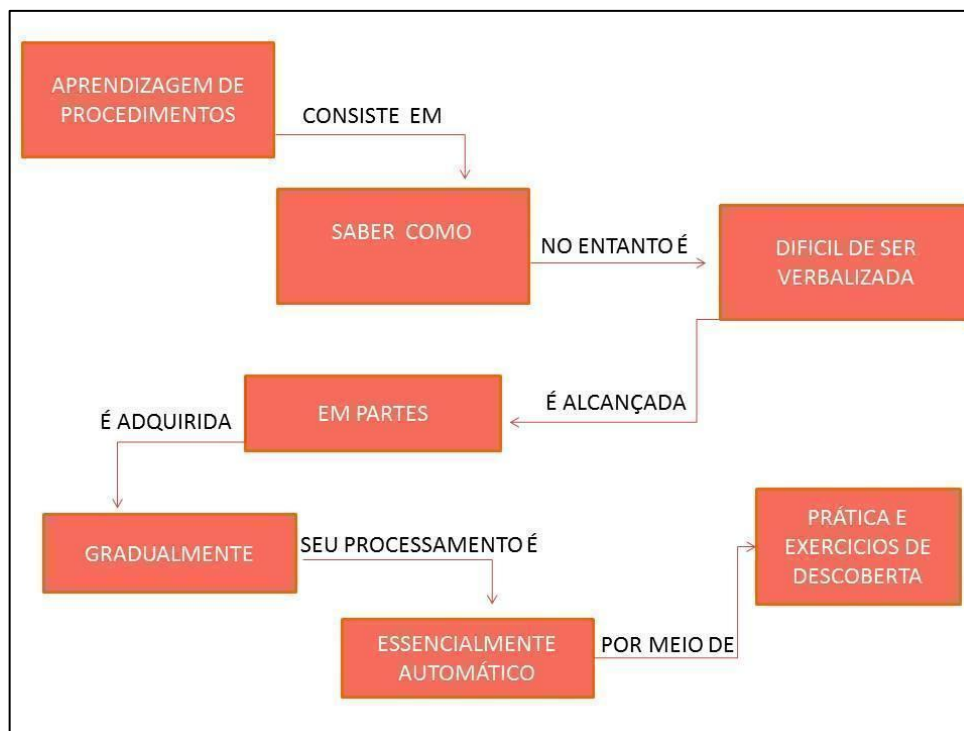 APRENDIZAGEM DE
PROCEDIMENTOS
CONSISTE EM
SABER COMO
NO ENTANTO É
DIFICIL DE SER
VERBALIZADA
É ALCANÇADA
EM PARTES
É ADQUIRIDA
GRADUALMENTE
SEU PROCESSAMENTO É
ESSENCIALMENTE
AUTOMÁTICO
POR MEIO DE
PRÁTICA E
EXERCICIOS DE
DESCOBERTA